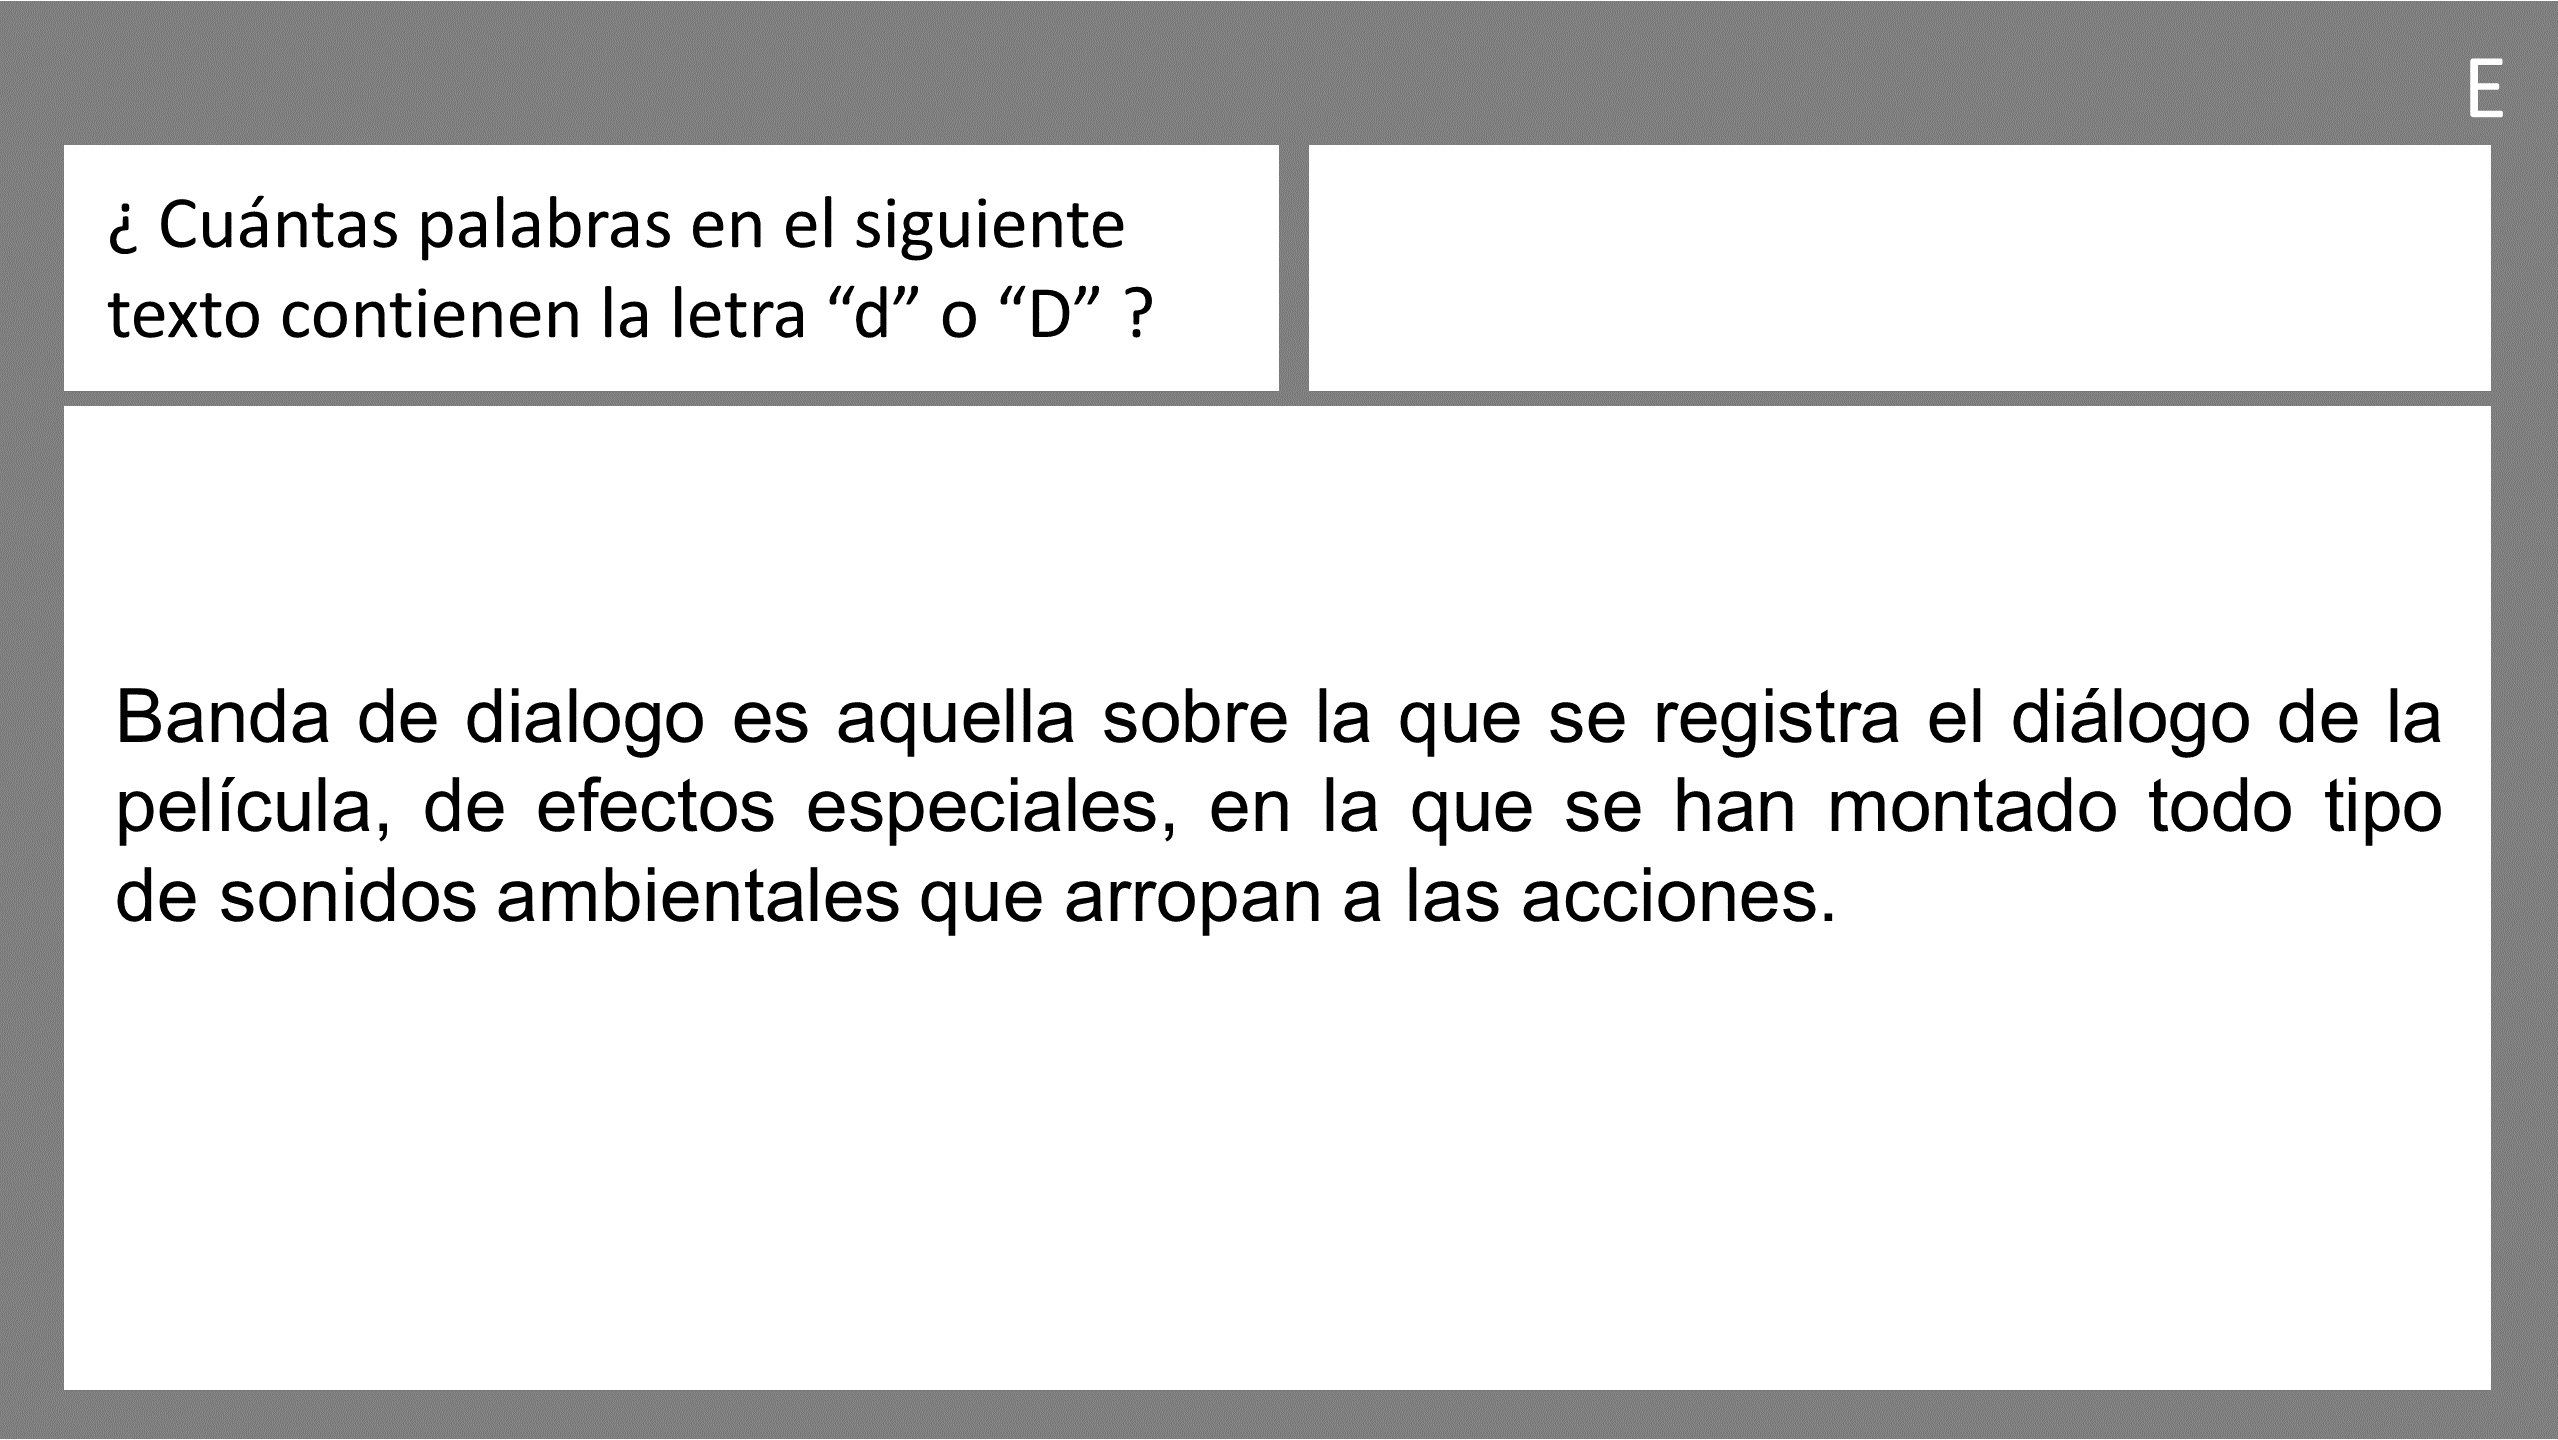 E
¿ Cuántas palabras en el siguiente
texto contienen la letra “d” o “D” ?
Banda de dialogo es aquella sobre la que se registra el diálogo de la
película, de efectos especiales, en la que se han montado todo tipo
de sonidos ambientales que arropan a las acciones.